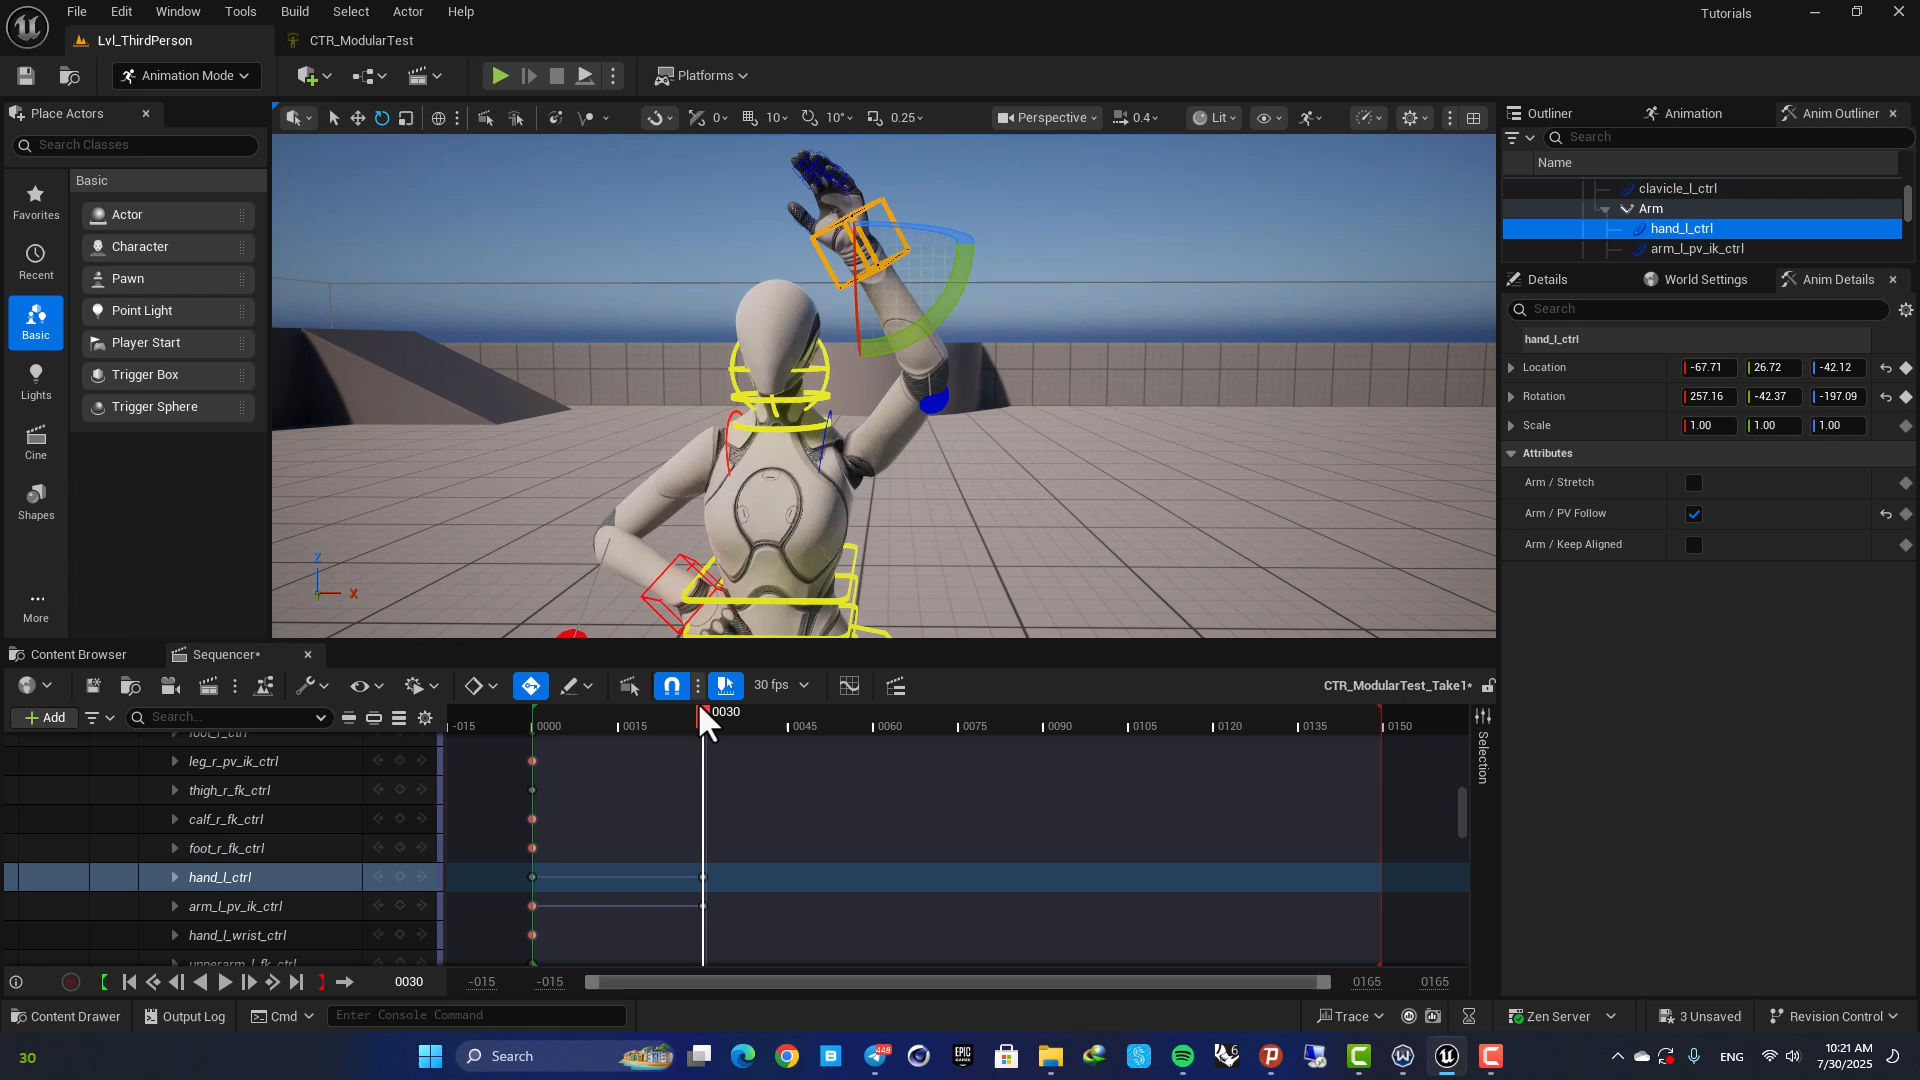 File Edit Window Tools Build Select Actor Help
Tutorials
Lvl_ThirdPerson
CTR_ModularTest
Animation Mode
Platforms
Place Actors
Search Classes
Favorites
Recent
Basic
Lights
Cine
Shapes
More
Basic
Actor
Character
Pawn
Point Light
Player Start
Trigger Box
Trigger Sphere
0
10
10°
0.25
Perspective
0.4
Lit
Z
X
Outliner
Animation
Anim Outliner
Search
Name
clavicle_l_ctrl
Arm
hand_l_ctrl
arm_l_pv_ik_ctrl
Details
World Settings
Anim Details
Search
hand_l_ctrl
Location -67.71 26.72 -42.12
Rotation 257.16 -42.37 -197.09
Scale 1.00 1.00 1.00
Attributes
Arm / Stretch
Arm / PV Follow
Arm / Keep Aligned
Content Browser
Sequencer*
30 fps
CTR_ModularTest_Take1*
Add
Search...
0030
-015 0000 0015 0045 0060 0075 0090 0105 0120 0135 0150
Selection
leg_r_pv_ik_ctrl
thigh_r_fk_ctrl
calf_r_fk_ctrl
foot_r_fk_ctrl
hand_l_ctrl
arm_l_pv_ik_ctrl
hand_l_wrist_ctrl
upperarm_l_fk_ctrl
0030
-015 -015 0165 0165
Content Drawer
Output Log
Cmd
Enter Console Command
Trace
Zen Server
3 Unsaved
Revision Control
30
Search
448
6
ENG
10:21 AM
7/30/2025